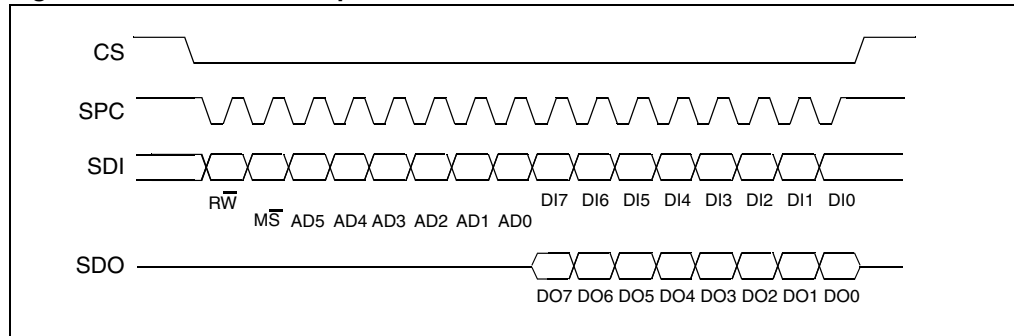 CS
SPC
SDI
RW̅
MS̅ AD5 AD4 AD3 AD2 AD1 AD0
DI7 DI6 DI5 DI4 DI3 DI2 DI1 DI0
SDO
DO7 DO6 DO5 DO4 DO3 DO2 DO1 DO0